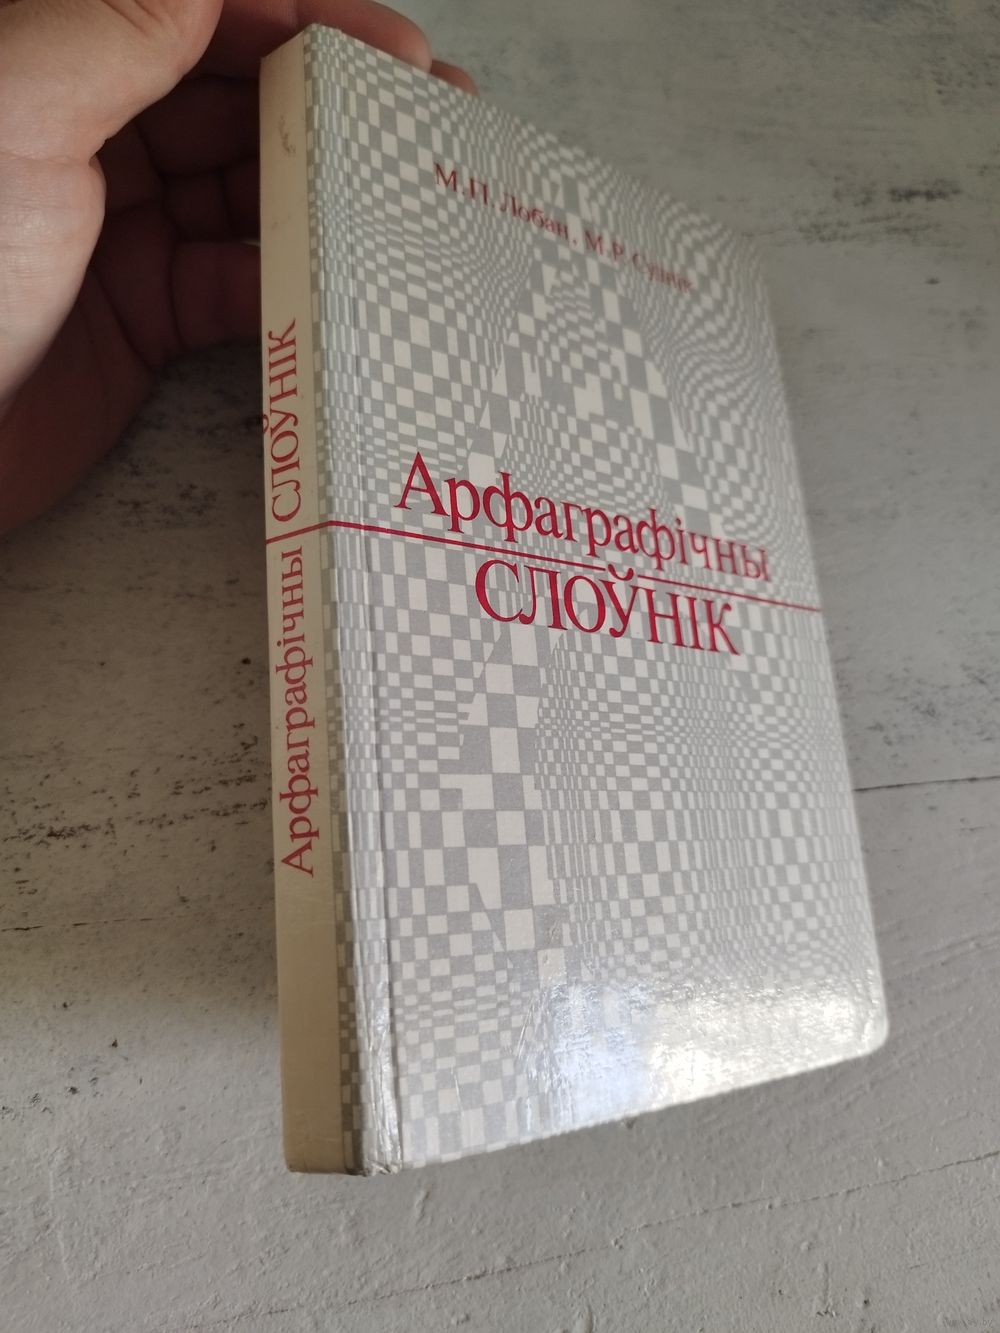 М.П. Лобан, М.Р. Суднік
Арфаграфічны
СЛОЎНІК
Арфаграфічны СЛОЎНІК